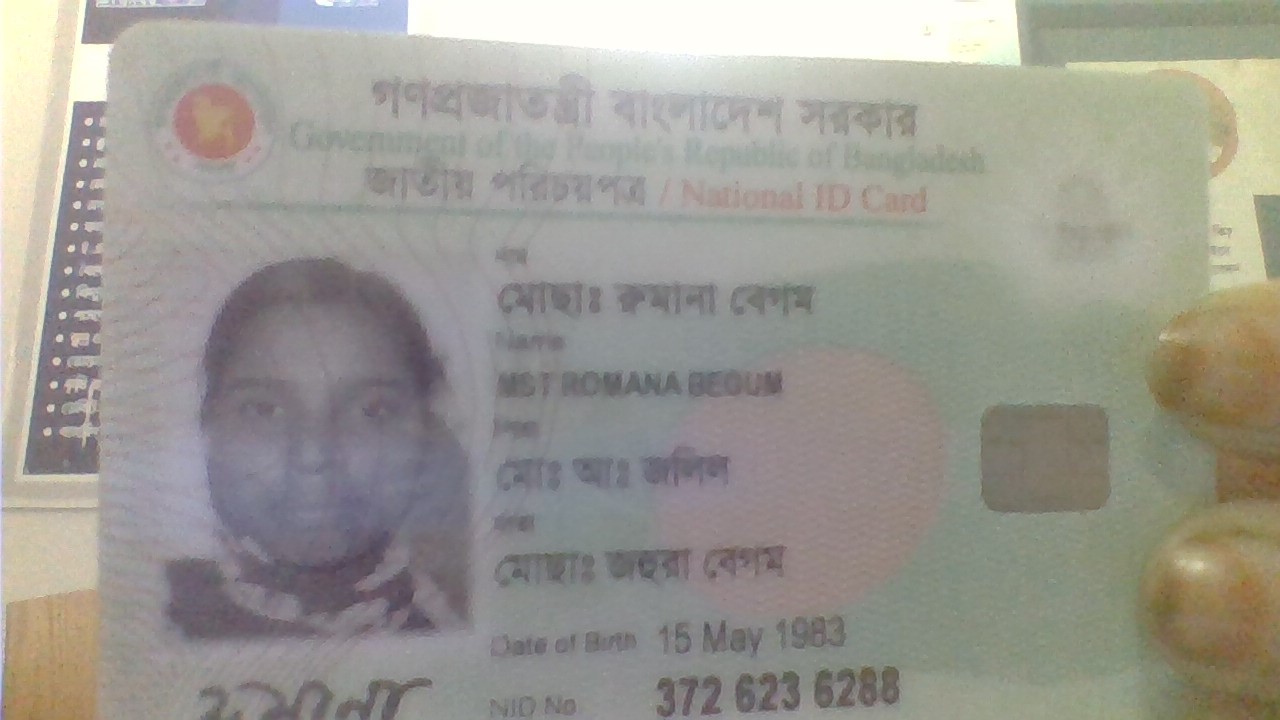 গণপ্রজাতন্ত্রী বাংলাদেশ সরকার
Government of the People's Republic of Bangladesh
জাতীয় পরিচয়পত্র / National ID Card
নাম
মোছাঃ রুমানা বেগম
Name
MST ROMANA BEGUM
পিতা
মোঃ আঃ জলিল
মাতা
মোছাঃ জহুরা বেগম
Date of Birth 15 May 1983
NID No 372 623 6288